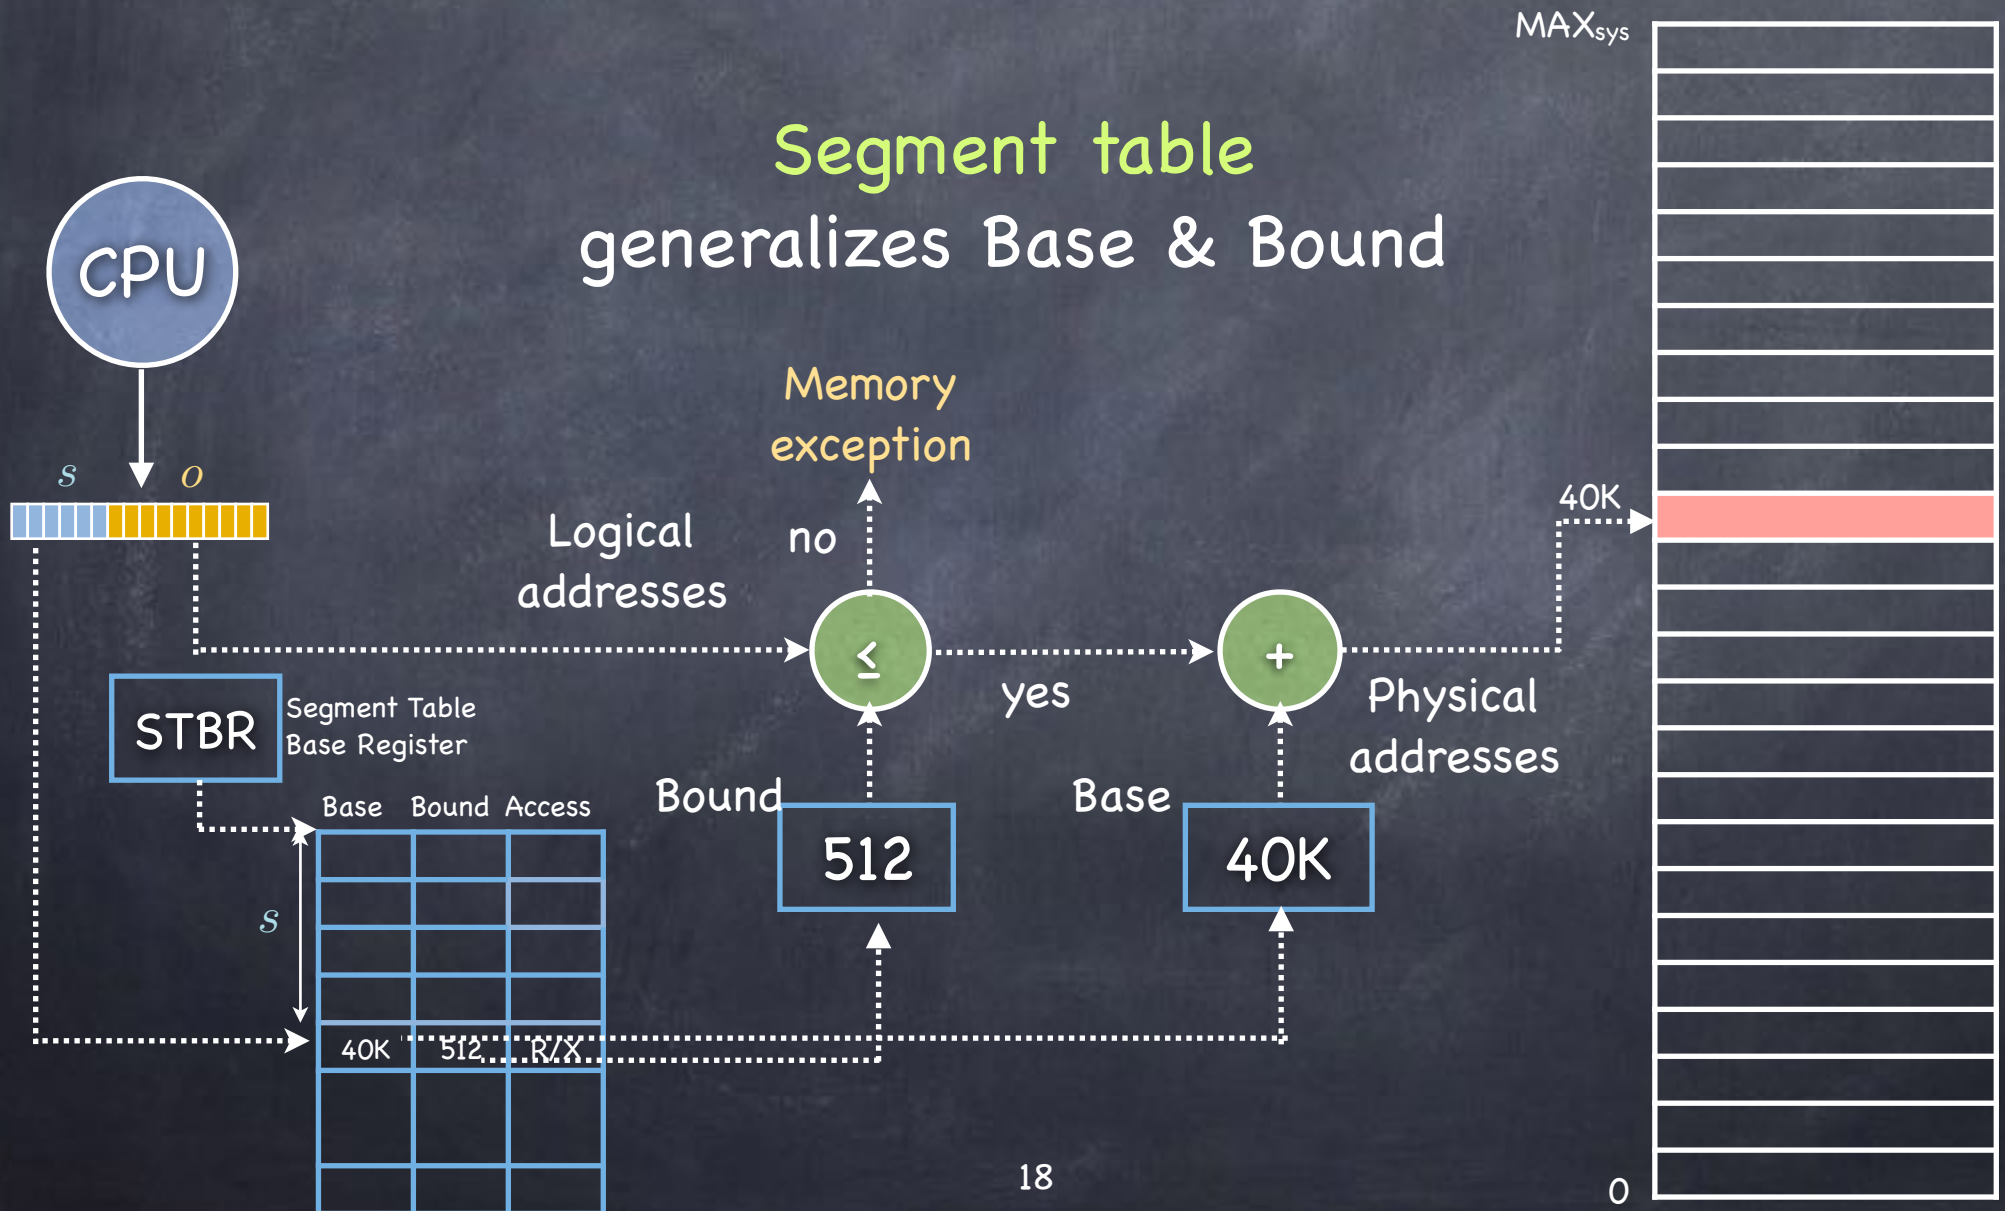 MAXsys
Segment table
generalizes Base & Bound
CPU
Memory
exception
s o
40K
Logical
addresses
no
≤
+
yes
STBR
Segment Table
Base Register
Physical
addresses
Bound
Base
Base Bound Access
512
40K
s
40K 512 R/X
18
0